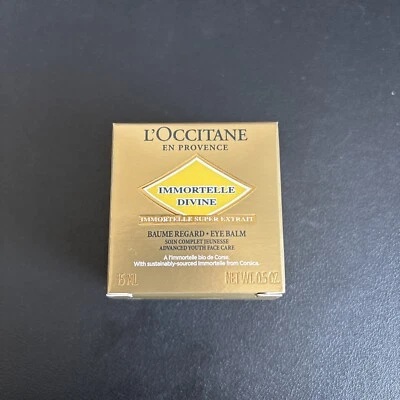 L'OCCITANE
EN PROVENCE
IMMORTELLE
DIVINE
IMMORTELLE SUPER EXTRAIT
BAUME REGARD • EYE BALM
SOIN COMPLET JEUNESSE
ADVANCED YOUTH FACE CARE
À l'Immortelle bio de Corse
With sustainably-sourced Immortelle from Corsica.
15 ML NET WT. 0.5 OZ.